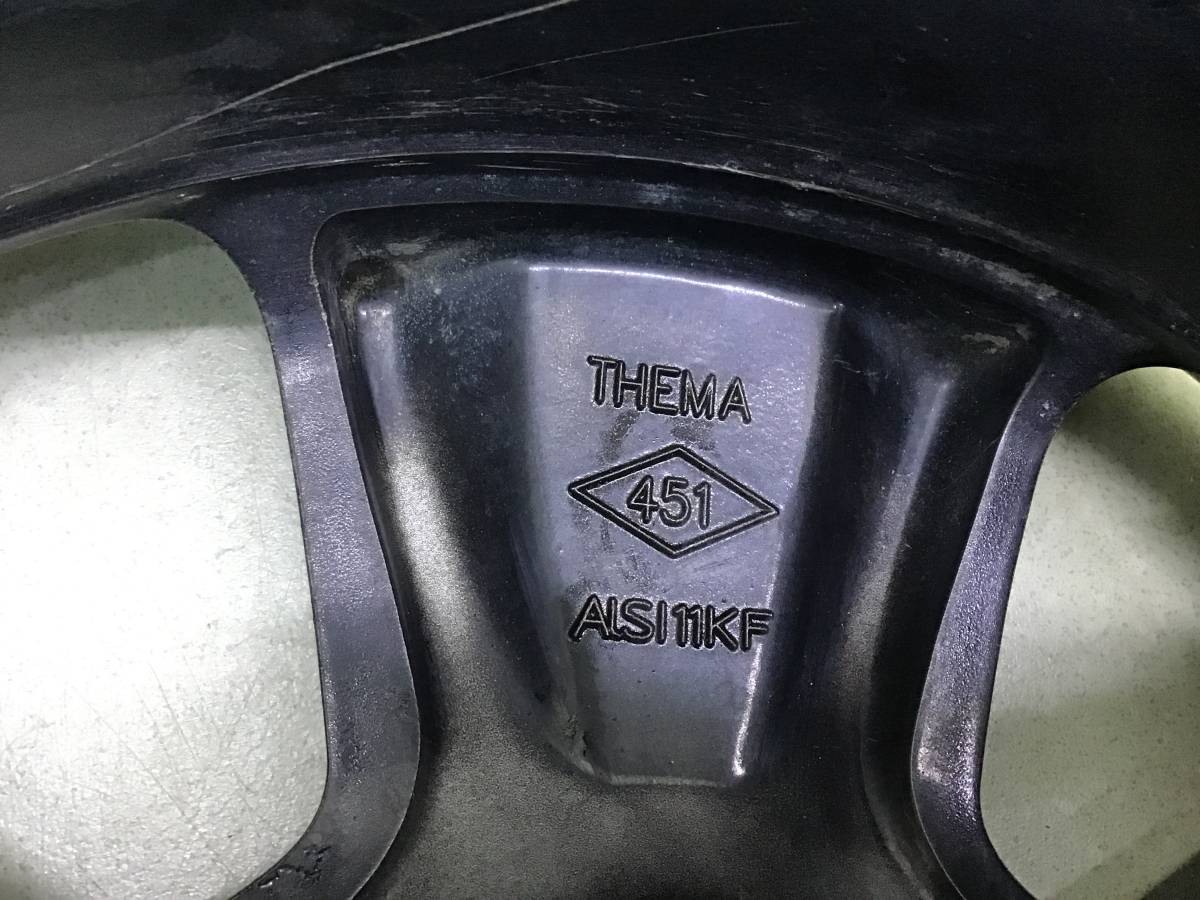 THEMA
451
AlSI11KF